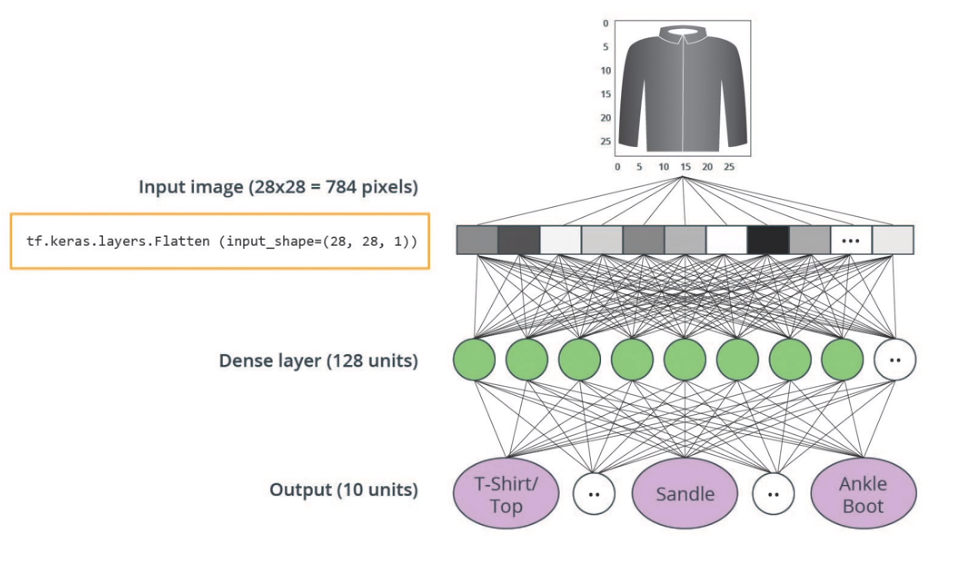 0
5
10
15
20
25
0 5 10 15 20 25
Input image (28x28 = 784 pixels)
tf.keras.layers.Flatten (input_shape=(28, 28, 1))
...
Dense layer (128 units)
..
Output (10 units)
T-Shirt/
Top
..
Sandle
..
Ankle
Boot